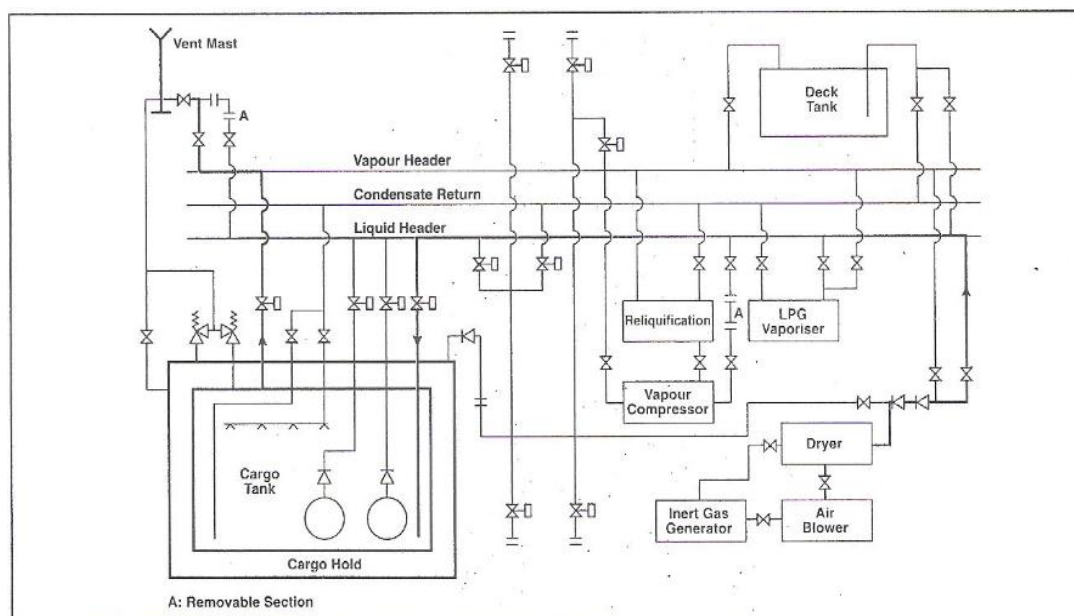 Vent Mast
A
Deck
Tank
Vapour Header
Condensate Return
Liquid Header
Reliquification
A
LPG
Vaporiser
Vapour
Compressor
Cargo
Tank
Dryer
Inert Gas
Generator
Air
Blower
Cargo Hold
A: Removable Section